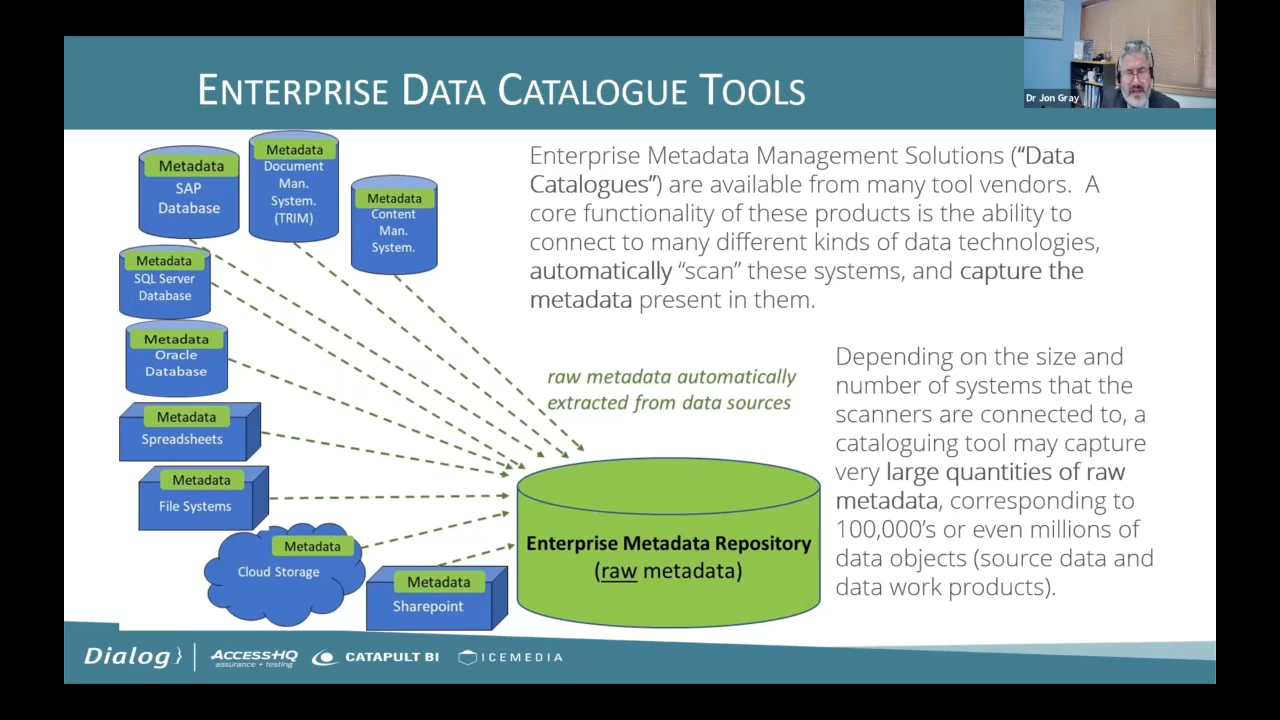 ENTERPRISE DATA CATALOGUE TOOLS
Dr Jon Gray
Metadata
SAP
Database
Metadata
Document
Man.
System.
(TRIM)
Metadata
Content
Man.
System.
Metadata
SQL Server
Database
Metadata
Oracle
Database
Metadata
Spreadsheets
Metadata
File Systems
Metadata
Cloud Storage
Metadata
Sharepoint
Enterprise Metadata Management Solutions (“Data
Catalogues”) are available from many tool vendors. A
core functionality of these products is the ability to
connect to many different kinds of data technologies,
automatically “scan” these systems, and capture the
metadata present in them.
raw metadata automatically
extracted from data sources
Enterprise Metadata Repository
(raw metadata)
Depending on the size and
number of systems that the
scanners are connected to, a
cataloguing tool may capture
very large quantities of raw
metadata, corresponding to
100,000’s or even millions of
data objects (source data and
data work products).
Dialog}
ACCESSHQ
assurance + testing
CATAPULT BI
ICEMEDIA